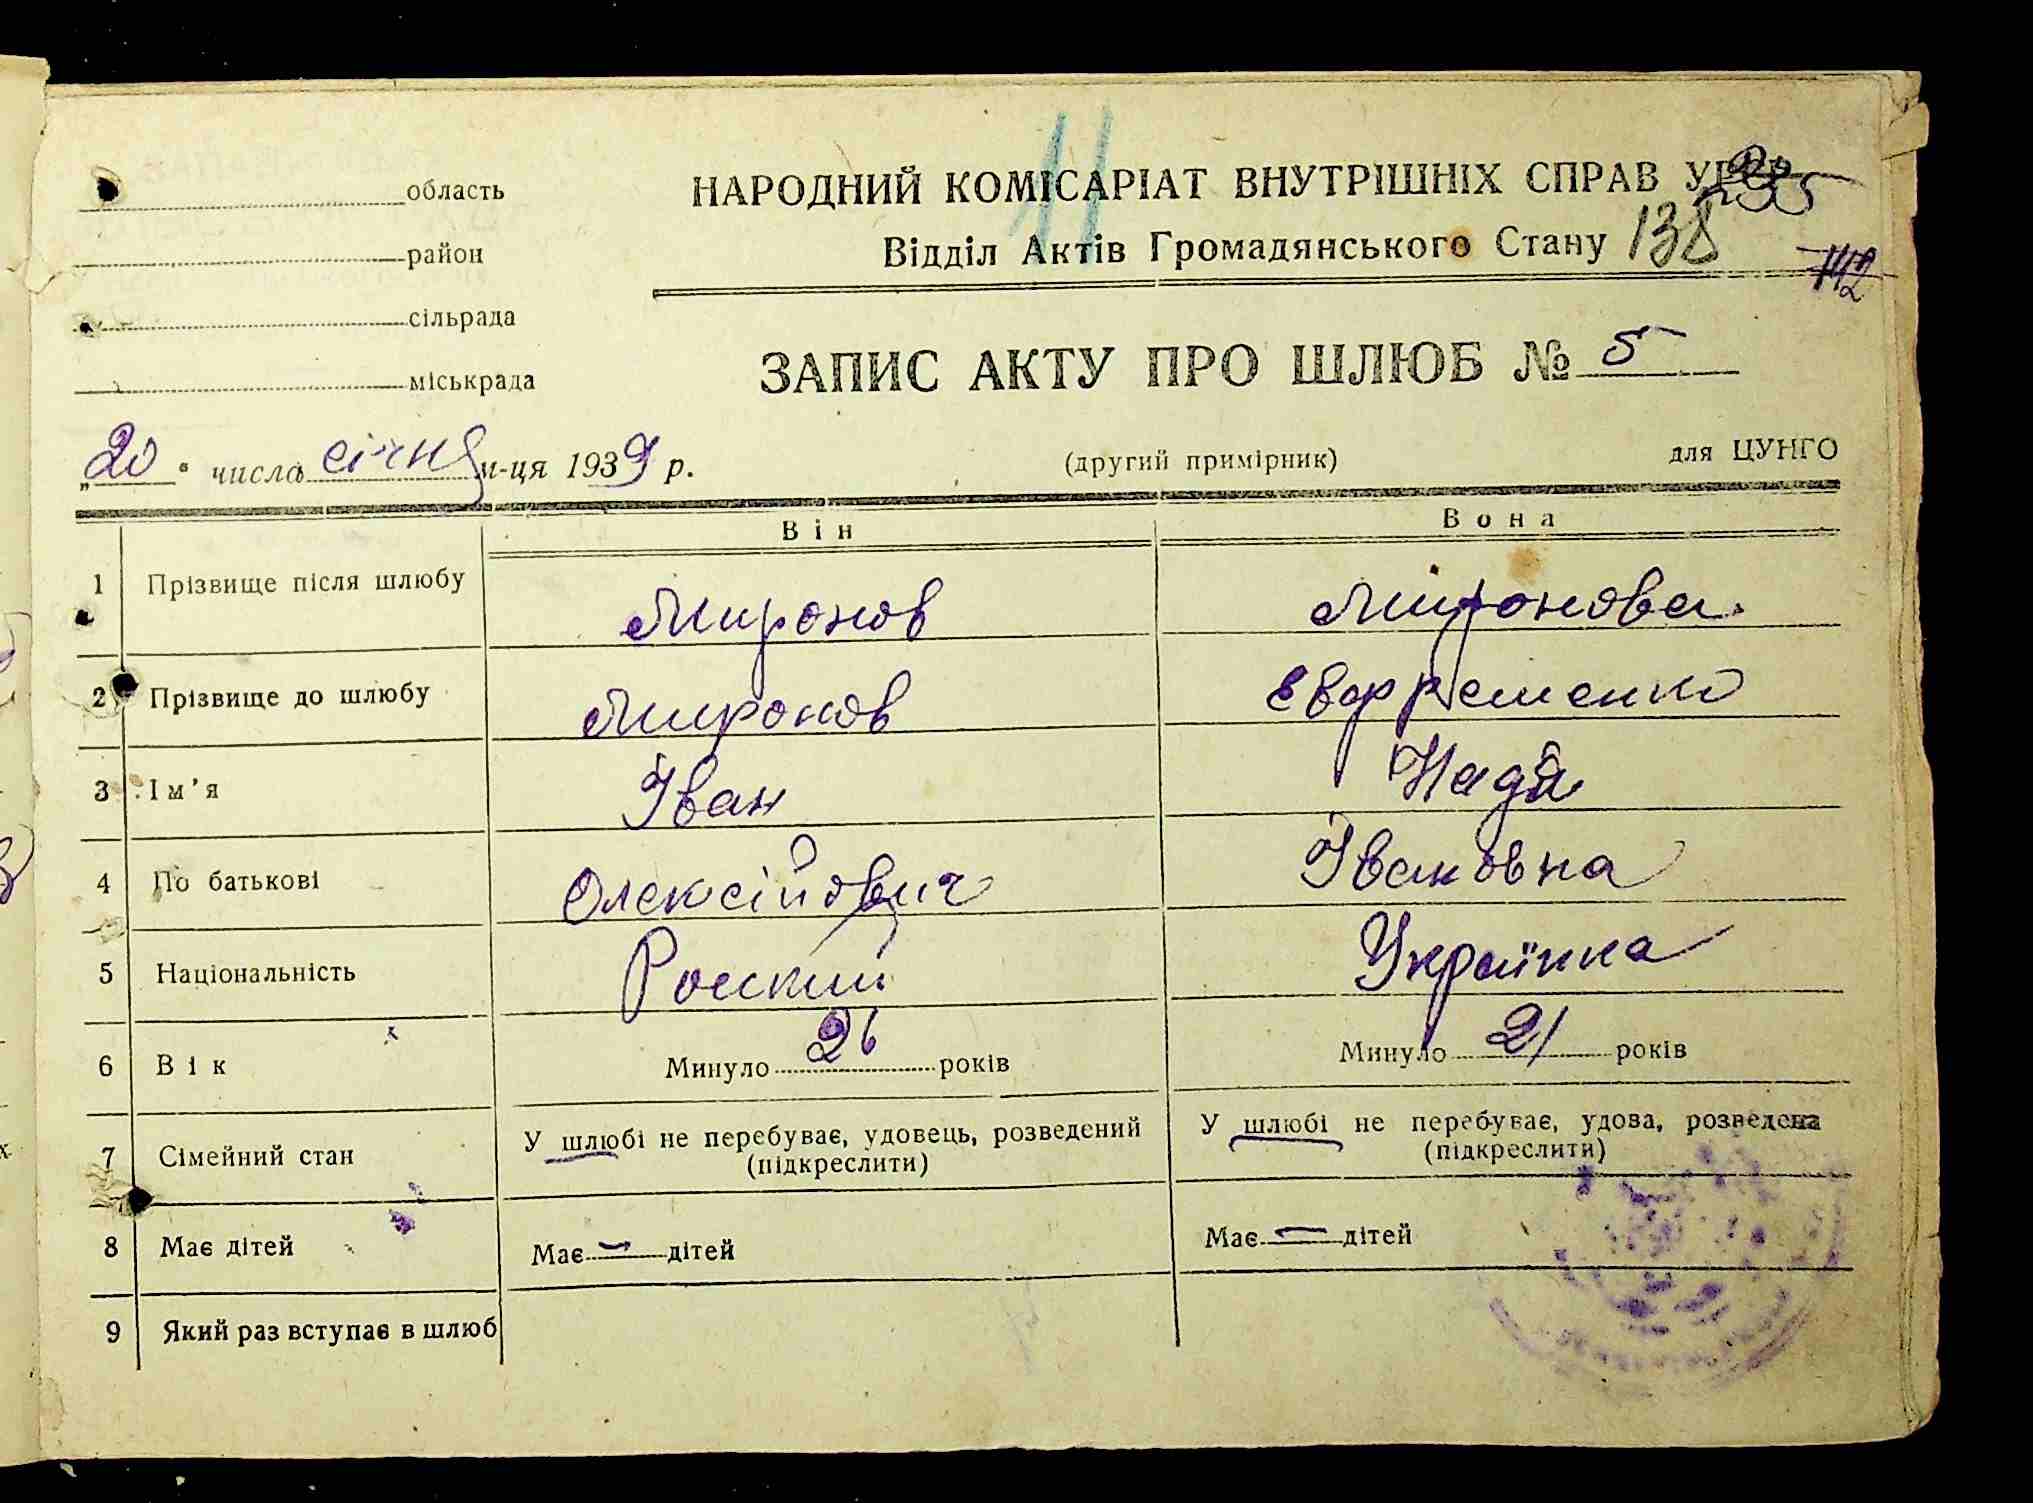 11
НАРОДНИЙ КОМІСАРІАТ ВНУТРІШНІХ СПРАВ УРСР
Відділ Актів Громадянського Стану 138
142
область
район
сільрада
міськрада
ЗАПИС АКТУ ПРО ШЛЮБ № 5
„20" числа січня м-ця 1939 р.
(другий примірник)
для ЦУНГО
Він Вона
1 Прізвище після шлюбу Миронов Миронова
2 Прізвище до шлюбу Миронов
3 Ім'я Іван Надя
4 По батькові Олексійович Івановна
5 Національність Росский Українка
6 Вік Минуло 26 років Минуло 21 років
7 Сімейний стан У шлюбі не перебуває, удовець, розведений У шлюбі не перебуває, удова, розведена
(підкреслити) (підкреслити)
8 Має дітей Має – дітей Має – дітей
9 Який раз вступає в шлюб